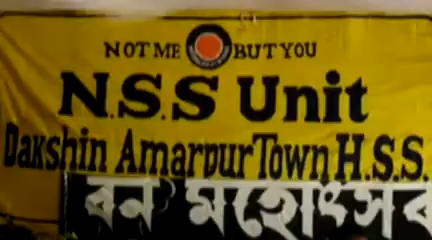 NOT ME BUT YOU
N.S.S Unit
Dakshin Amarpur Town H.S.S.
বন মহোৎসব